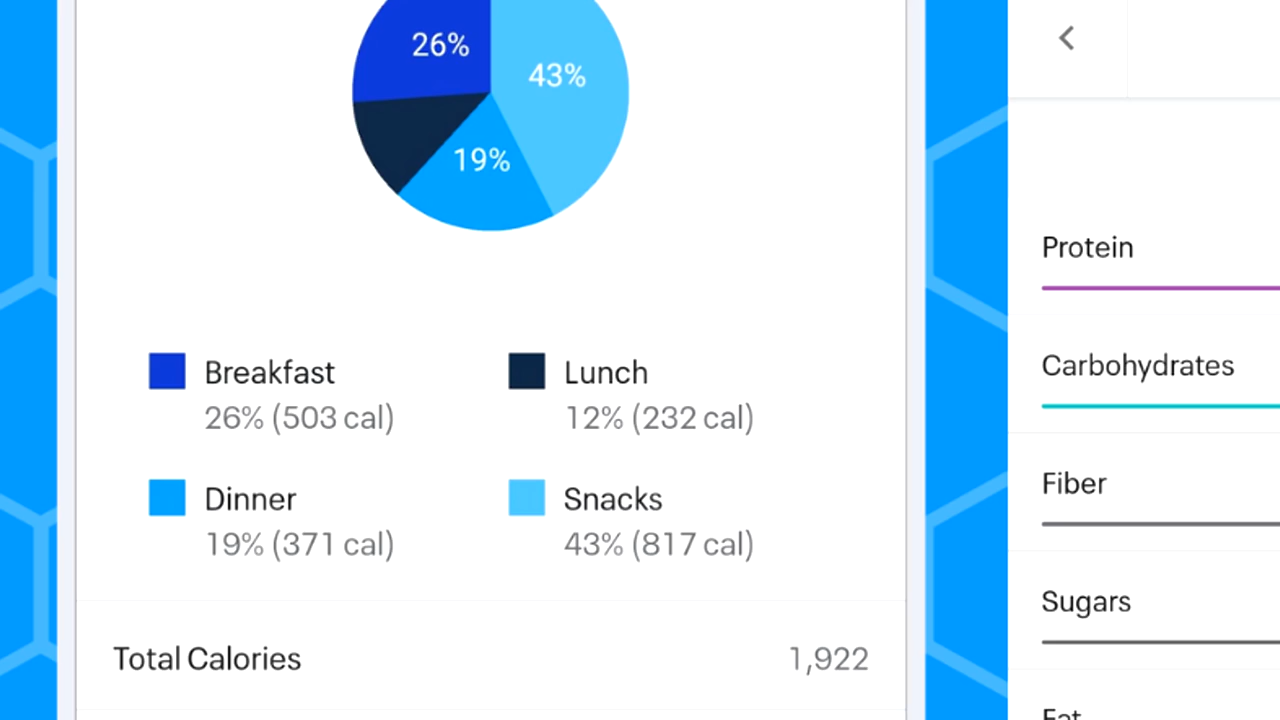 26%
43%
19%
Breakfast
26% (503 cal)
Lunch
12% (232 cal)
Dinner
19% (371 cal)
Snacks
43% (817 cal)
Total Calories 1,922
Protein
Carbohydrates
Fiber
Sugars
Fat